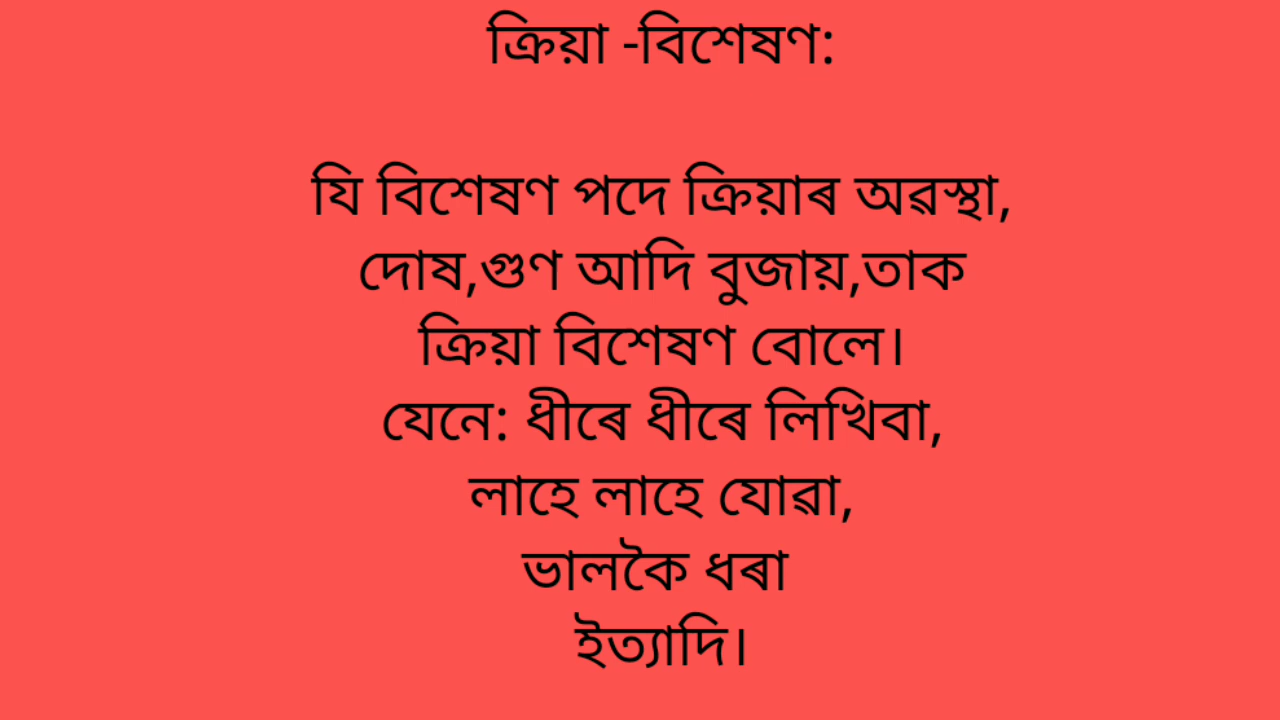 ক্ৰিয়া -বিশেষণ:
যি বিশেষণ পদে ক্ৰিয়াৰ অৱস্থা,
দোষ,গুণ আদি বুজায়,তাক
ক্ৰিয়া বিশেষণ বোলে।
যেনে: ধীৰে ধীৰে লিখিবা,
লাহে লাহে যোৱা,
ভালকৈ ধৰা
ইত্যাদি।